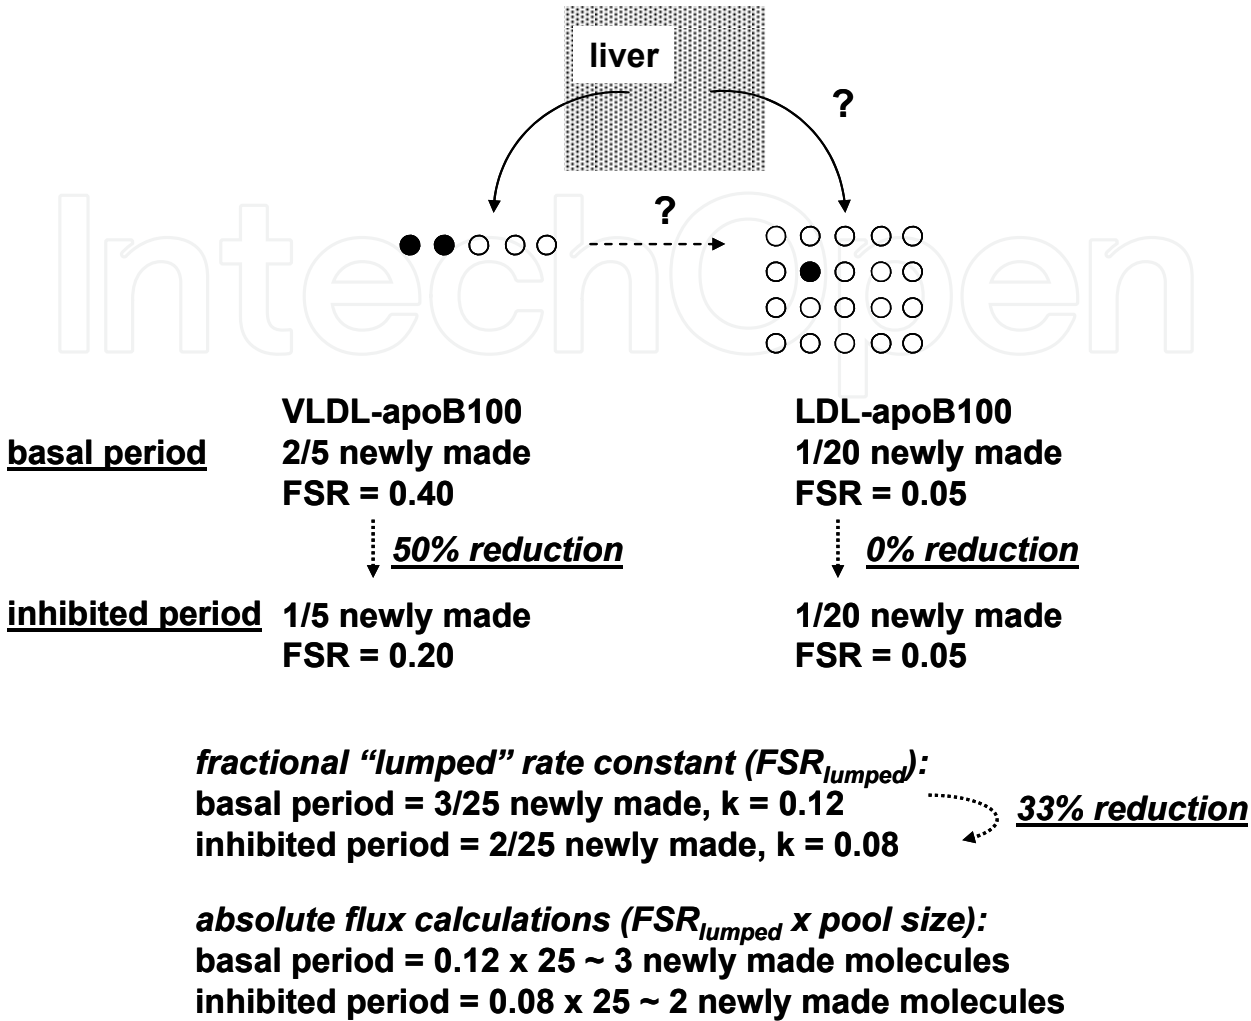 liver
?
?
IntechOpen
VLDL-apoB100
LDL-apoB100
basal period
2/5 newly made
1/20 newly made
FSR = 0.40
FSR = 0.05
50% reduction
0% reduction
inhibited period
1/5 newly made
1/20 newly made
FSR = 0.20
FSR = 0.05
fractional “lumped” rate constant (FSRlumped):
basal period = 3/25 newly made, k = 0.12
33% reduction
inhibited period = 2/25 newly made, k = 0.08
absolute flux calculations (FSRlumped x pool size):
basal period = 0.12 x 25 ~ 3 newly made molecules
inhibited period = 0.08 x 25 ~ 2 newly made molecules